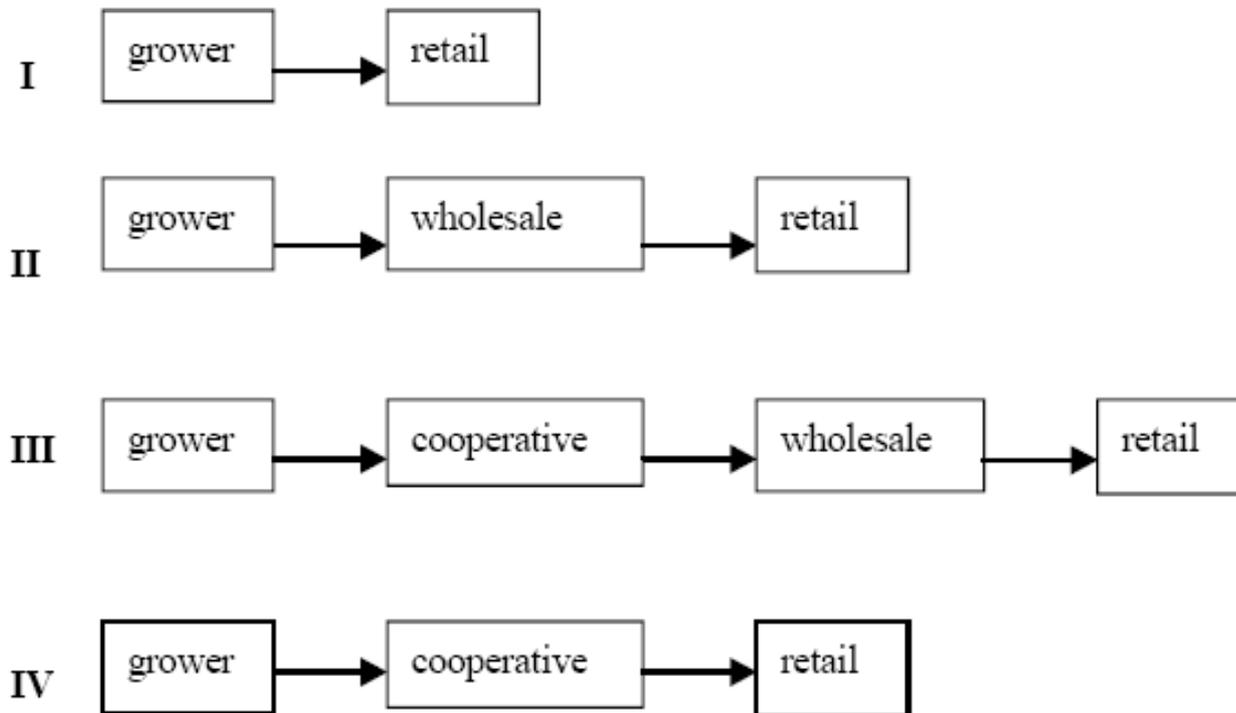 I grower retail
II grower wholesale retail
III grower cooperative wholesale retail
IV grower cooperative retail